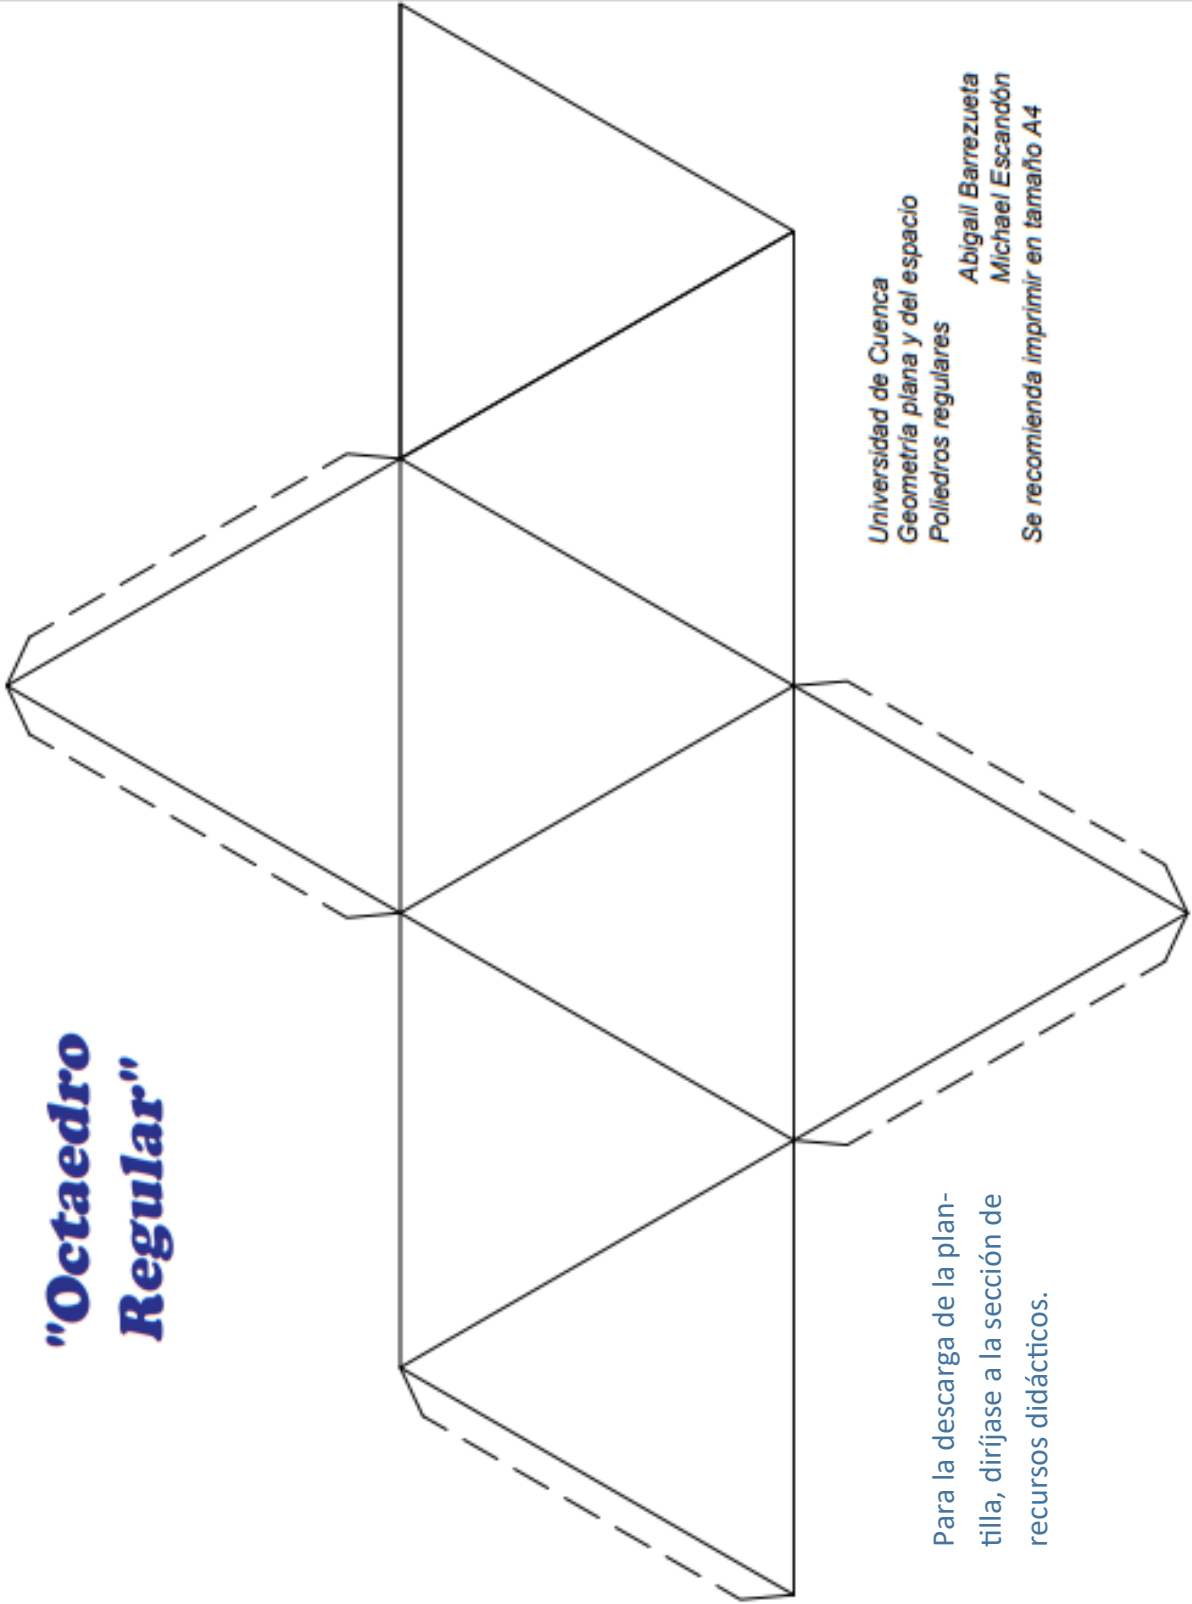 "Octaedro
Regular"
Universidad de Cuenca
Geometría plana y del espacio
Poliedros regulares
Abigail Barrezueta
Michael Escandón
Se recomienda imprimir en tamaño A4
Para la descarga de la plan-
tilla, diríjase a la sección de
recursos didácticos.